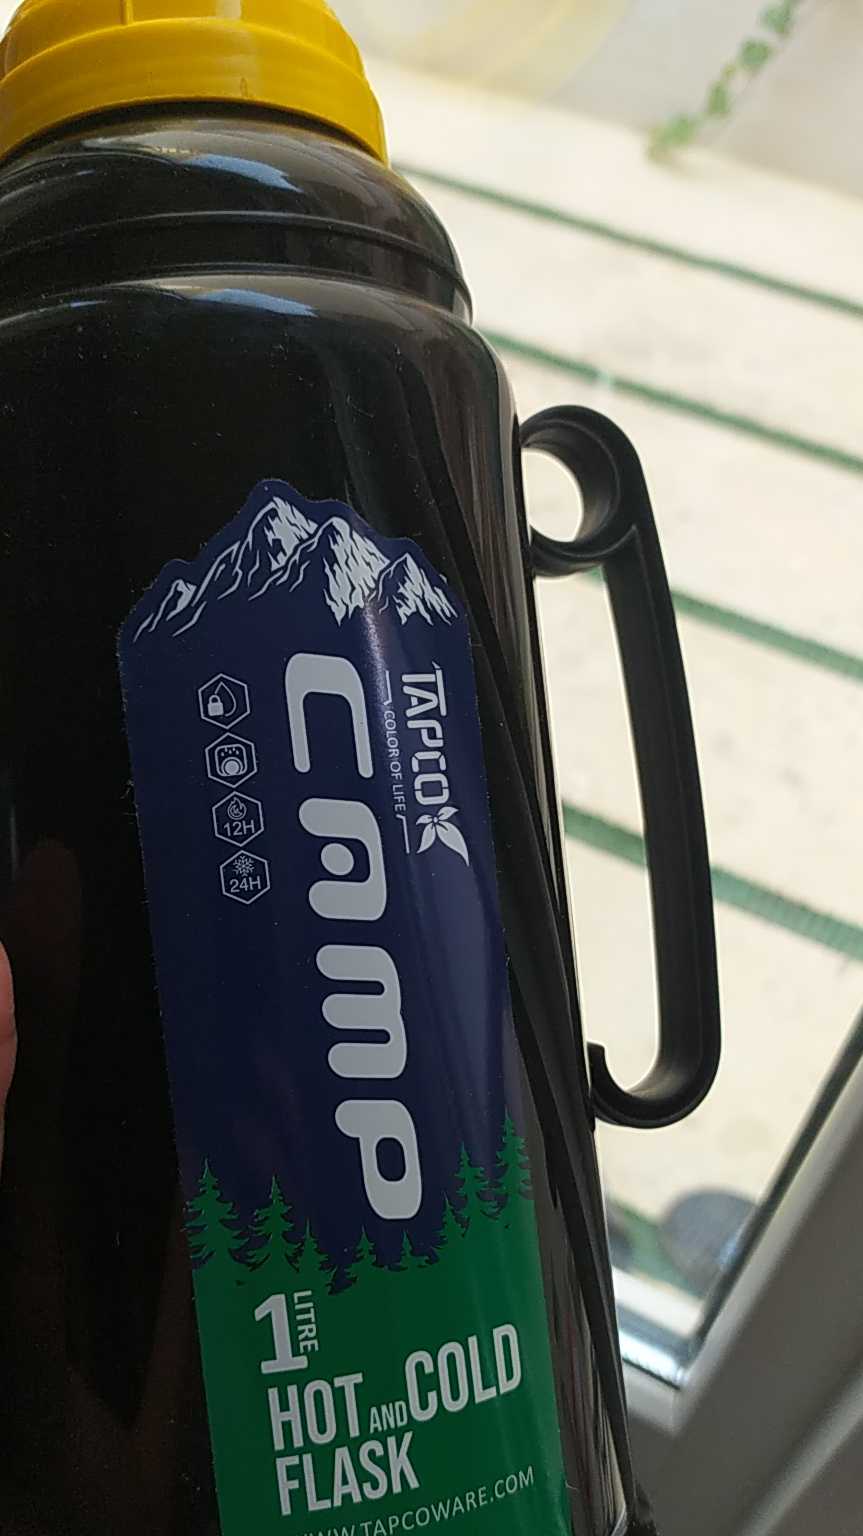 TAPCO
COLOR OF LIFE
camp
12H
24H
1 LITRE
HOT AND COLD
FLASK
WWW.TAPCOWARE.COM